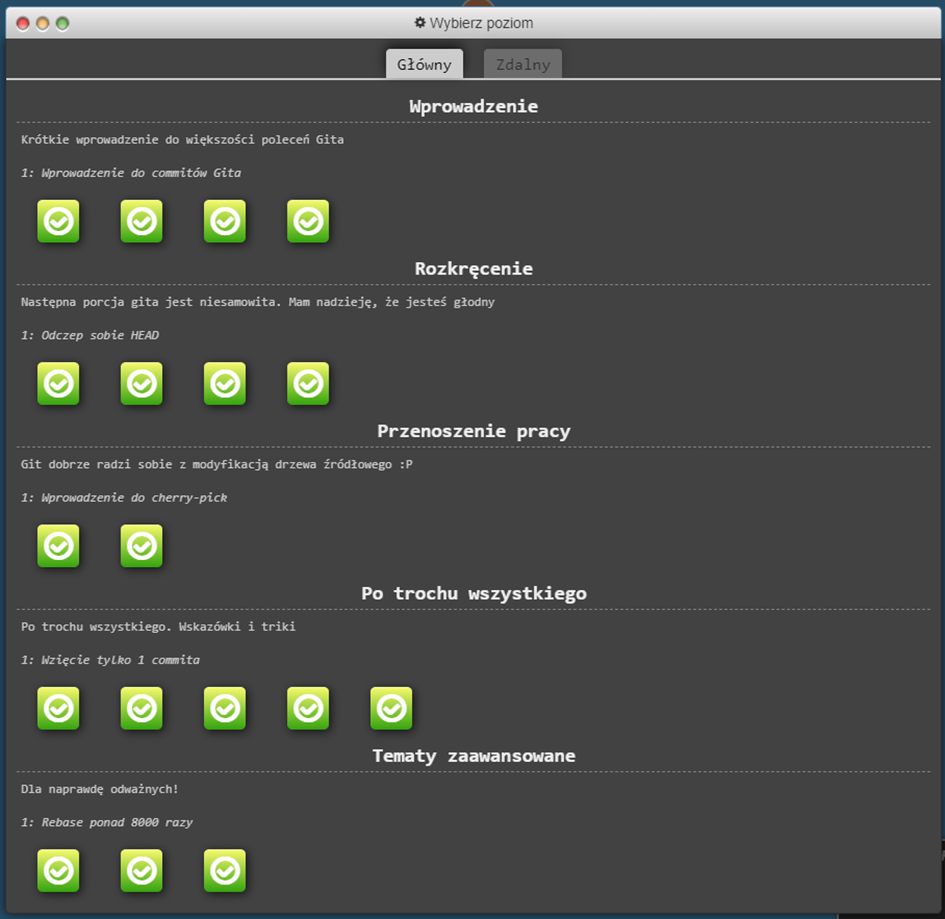 Wybierz poziom
Główny Zdalny
Wprowadzenie
Krótkie wprowadzenie do większości poleceń Gita
1: Wprowadzenie do commitów Gita
Rozkręcenie
Następna porcja gita jest niesamowita. Mam nadzieję, że jesteś głodny
1: Odczep sobie HEAD
Przenoszenie pracy
Git dobrze radzi sobie z modyfikacją drzewa źródłowego :P
1: Wprowadzenie do cherry-pick
Po trochu wszystkiego
Po trochu wszystkiego. Wskazówki i triki
1: Wzięcie tylko 1 commita
Tematy zaawansowane
Dla naprawdę odważnych!
1: Rebase ponad 8000 razy